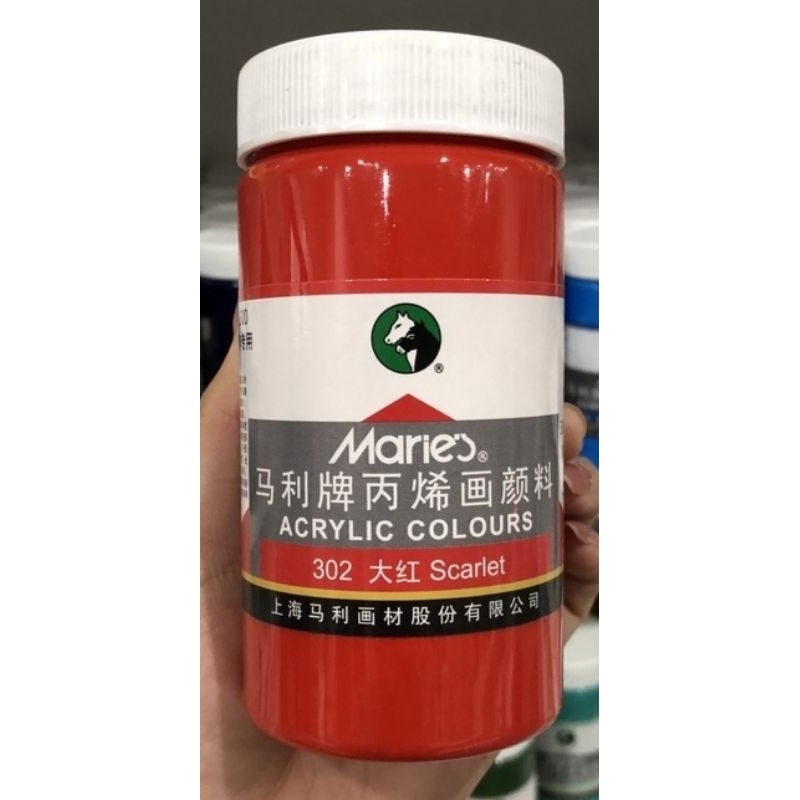 ®
Marie's®
马利牌丙烯画颜料
ACRYLIC COLOURS
302 大红 Scarlet
上海马利画材股份有限公司